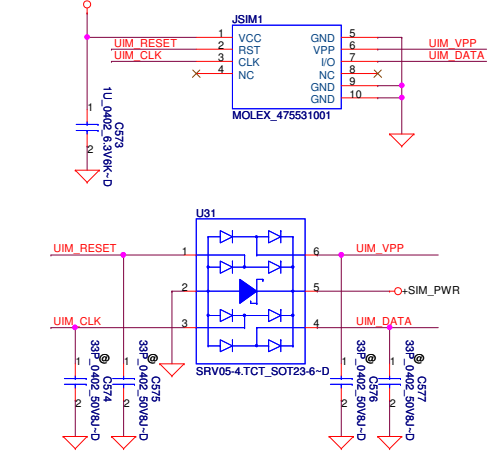 JSIM1
1 VCC GND 5
UIM_RESET 2 RST VPP 6 UIM_VPP
UIM_CLK 3 CLK I/O 7 UIM_DATA
4 NC NC 8
GND 9
GND 10
MOLEX_475531001
1
2
C573
1U_0402_6.3V6K~D
U31
UIM_RESET 1 6 UIM_VPP
2 5 +SIM_PWR
UIM_CLK 3 4 UIM_DATA
SRV05-4.TCT_SOT23-6~D
1
2
@
C574
33P_0402_50V8J~D
1
2
@
C575
33P_0402_50V8J~D
1
2
@
C576
33P_0402_50V8J~D
1
2
@
C577
33P_0402_50V8J~D